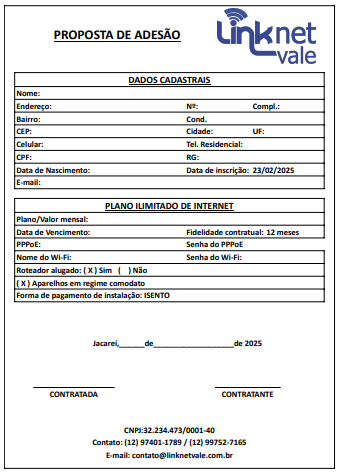 PROPOSTA DE ADESÃO
Linknet
vale
DADOS CADASTRAIS
Nome:
Endereço: Nº: Compl.:
Bairro: Cond.
CEP: Cidade: UF:
Celular: Tel. Residencial:
CPF: RG:
Data de Nascimento: Data de inscrição: 23/02/2025
E-mail:
PLANO ILIMITADO DE INTERNET
Plano/Valor mensal:
Data de Vencimento: Fidelidade contratual: 12 meses
PPPoE: Senha do PPPoE
Nome do Wi-Fi: Senha do Wi-Fi:
Roteador alugado: ( X ) Sim ( ) Não
( X ) Aparelhos em regime comodato
Forma de pagamento de instalação: ISENTO
Jacareí,______de___________________de 2025
CONTRATADA CONTRATANTE
CNPJ:32.234.473/0001-40
Contato: (12) 97401-1789 / (12) 99752-7165
E-mail: contato@linknetvale.com.br